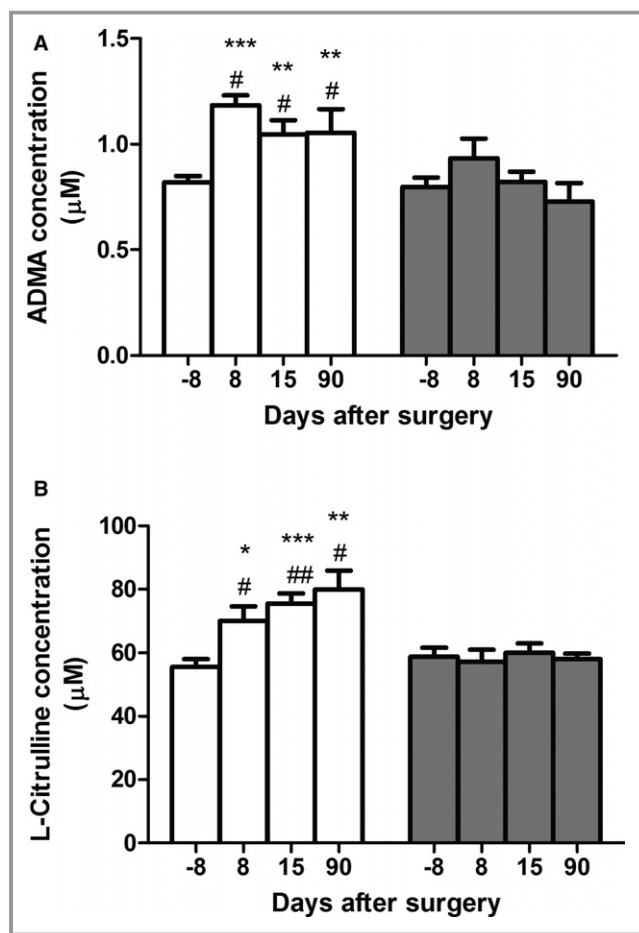 A
ADMA concentration
(μM)
1.5
1.0
0.5
0.0
*** ** **
# # #
-8 8 15 90 -8 8 15 90
Days after surgery
B
L-Citrulline concentration
(μM)
100
80
60
40
20
0
* *** **
# ## #
-8 8 15 90 -8 8 15 90
Days after surgery